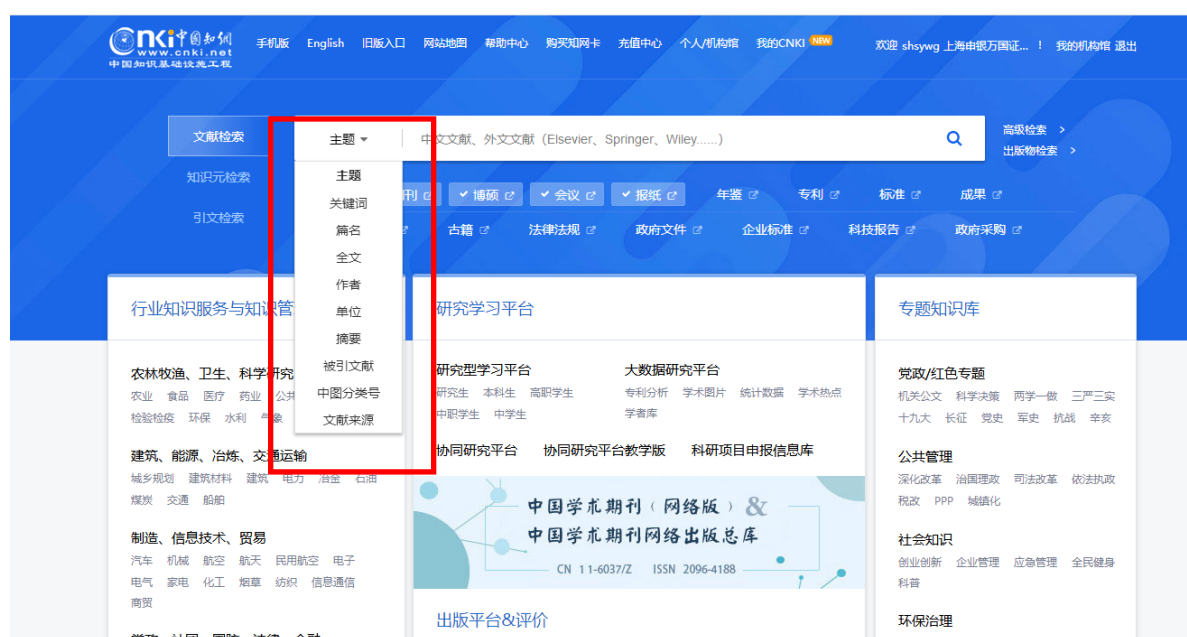 cnki中国知网
www.cnki.net
中国知识基础设施工程
手机版 English 旧版入口 网站地图 帮助中心 购买知网卡 充值中心 个人/机构馆 我的CNKI NEW 欢迎 shsywg 上海申银万国证... ! 我的机构馆 退出
文献检索 主题 中文文献、外文文献（Elsevier、Springer、Wiley......） 高级检索 >
出版物检索 >
知识元检索
引文检索
主题
关键词
篇名
全文
作者
单位
摘要
被引文献
中图分类号
文献来源
刊 博硕 会议 报纸 年鉴 专利 标准 成果
古籍 法律法规 政府文件 企业标准 科技报告 政府采购
行业知识服务与知识管
农林牧渔、卫生、科学研究
农业 食品 医疗 药业 公共
检验检疫 环保 水利 气象
建筑、能源、冶炼、交通运输
城乡规划 建筑材料 建筑 电力 冶金 石油
煤炭 交通 船舶
制造、信息技术、贸易
汽车 机械 航空 航天 民用航空 电子
电气 家电 化工 烟草 纺织 信息通信
商贸
研究学习平台
研究型学习平台
研究生 本科生 高职学生
中职学生 中学生
大数据研究平台
专利分析 学术图片 统计数据 学术热点
学者库
协同研究平台 协同研究平台教学版 科研项目申报信息库
中国学术期刊（网络版）&
中国学术期刊网络出版总库
CN 11-6037/Z ISSN 2096-4188
出版平台&评价
专题知识库
党政/红色专题
机关公文 科学决策 两学一做 三严三实
十九大 长征 党史 军史 抗战 辛亥
公共管理
深化改革 治国理政 司法改革 依法执政
税改 PPP 城镇化
社会知识
创业创新 企业管理 应急管理 全民健身
科普
环保治理